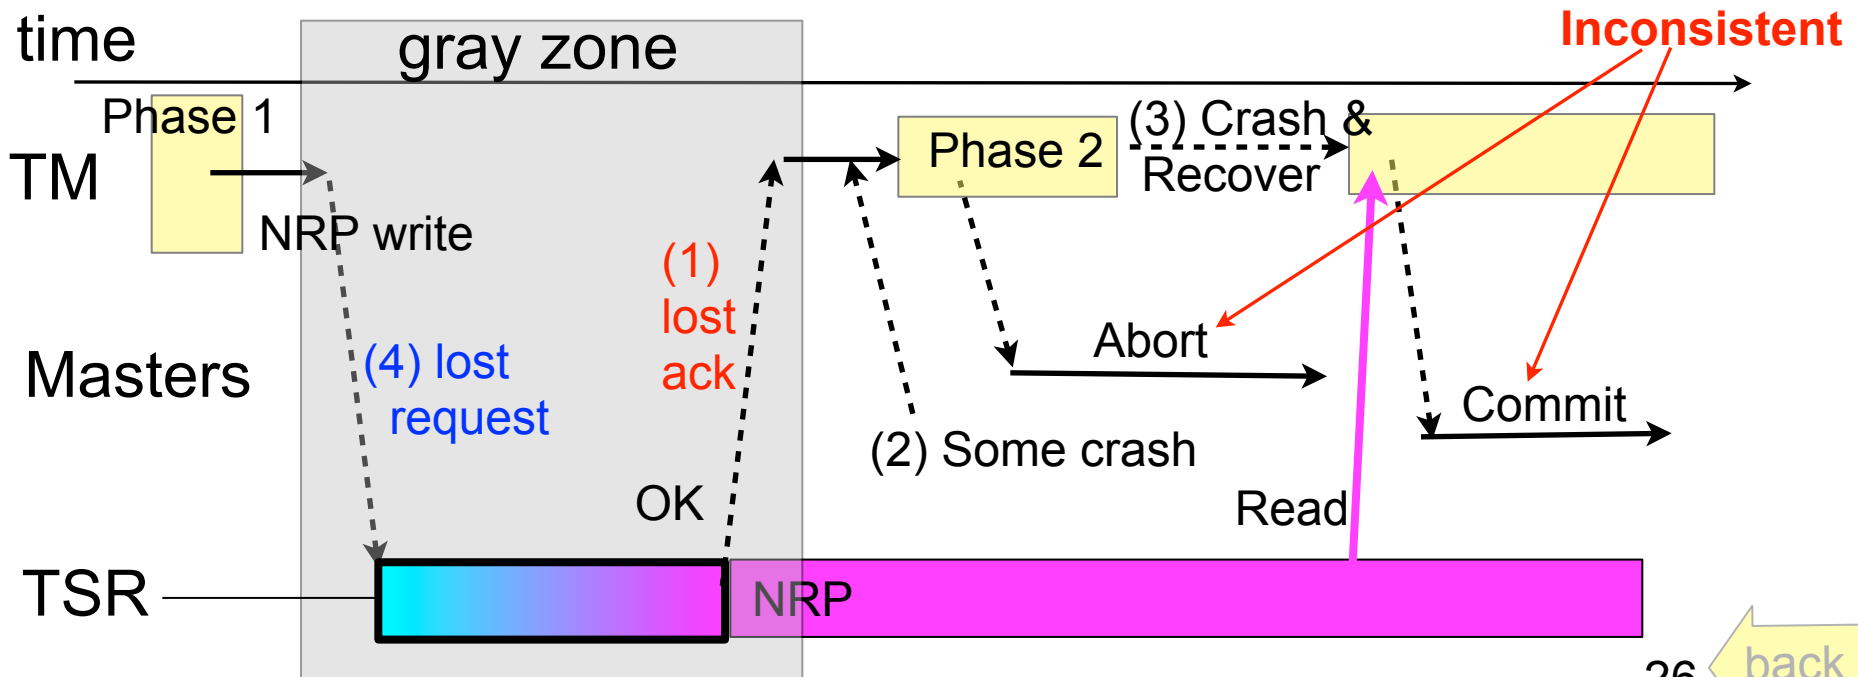 time
gray zone
Inconsistent
Phase 1
TM
NRP write
Phase 2
(3) Crash &
Recover
(1)
lost
ack
(4) lost
request
Masters
Abort
Commit
(2) Some crash
OK
Read
TSR
NRP
26
back